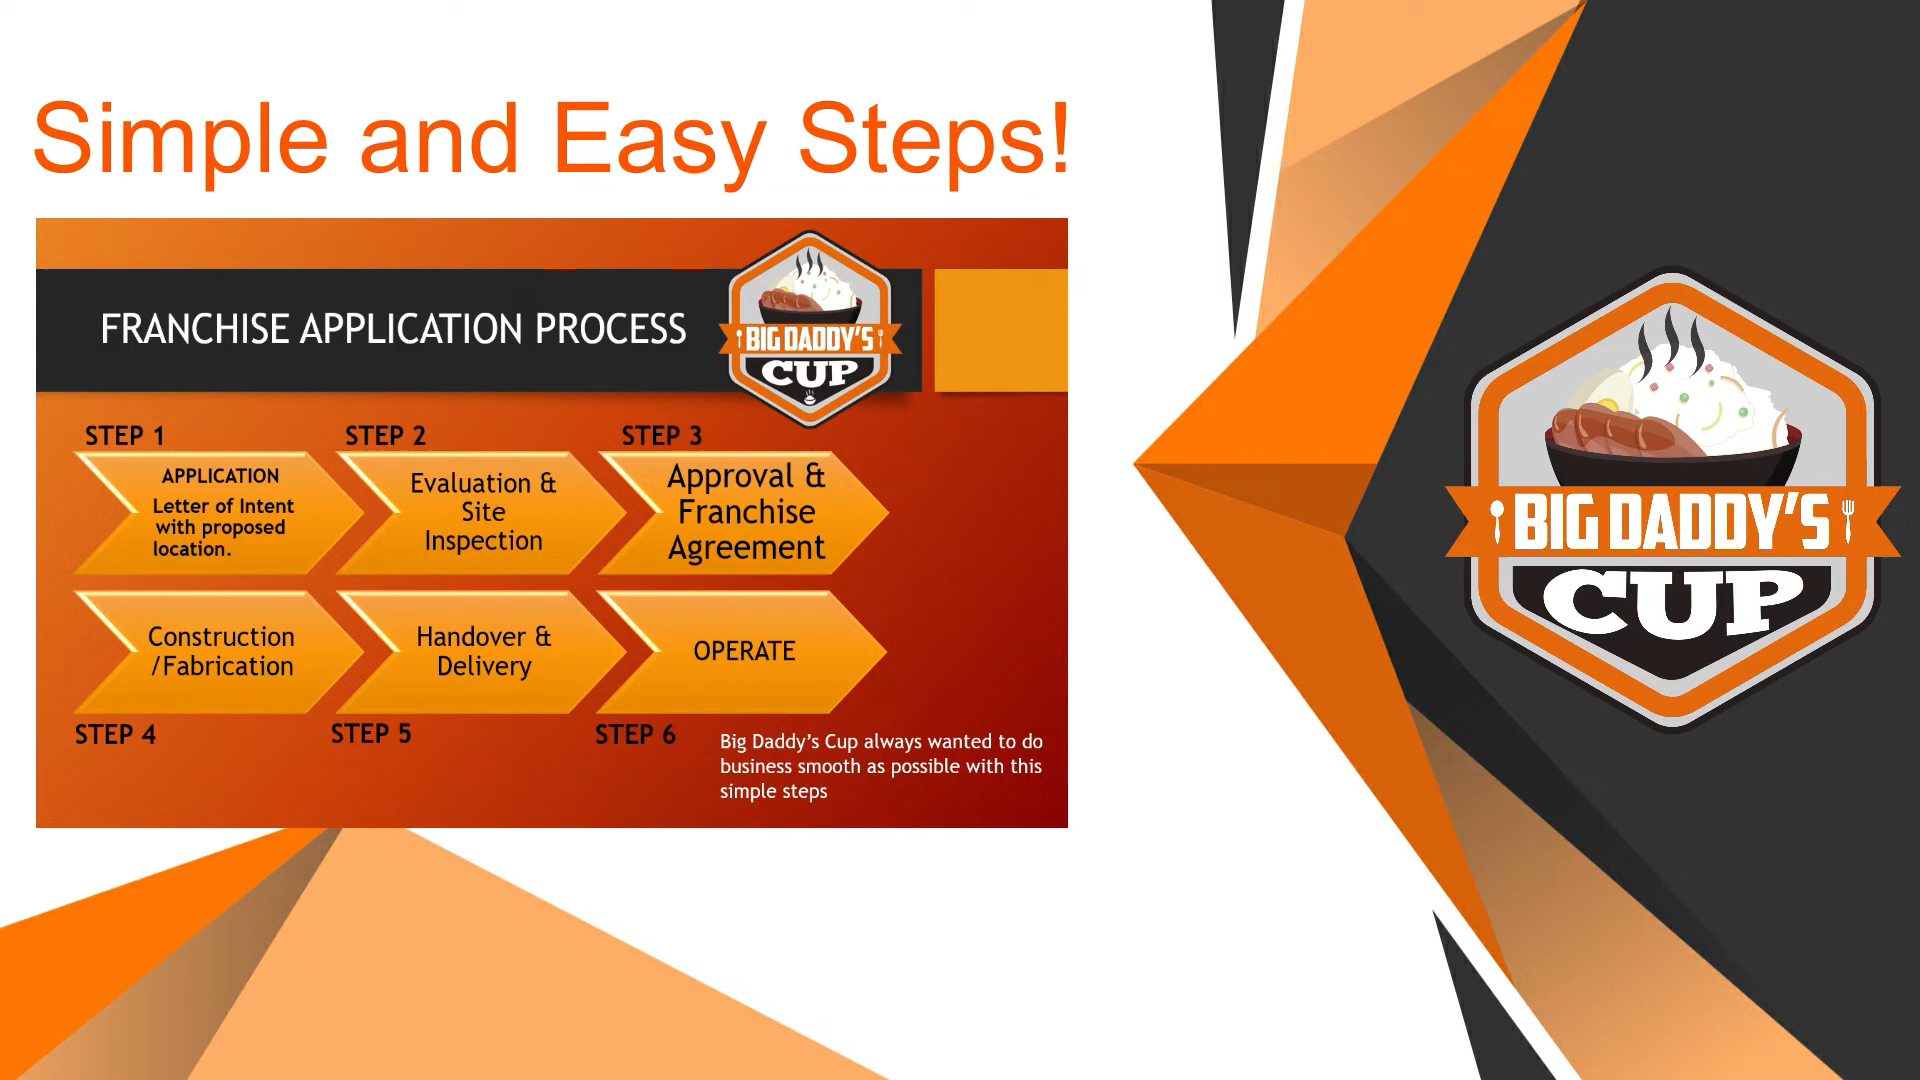 Simple and Easy Steps!
FRANCHISE APPLICATION PROCESS
BIG DADDY'S
CUP
STEP 1
STEP 2
STEP 3
APPLICATION
Letter of Intent
with proposed
location.
Evaluation &
Site
Inspection
Approval &
Franchise
Agreement
Construction
/Fabrication
Handover &
Delivery
OPERATE
STEP 4
STEP 5
STEP 6
Big Daddy's Cup always wanted to do
business smooth as possible with this
simple steps
BIG DADDY'S
CUP